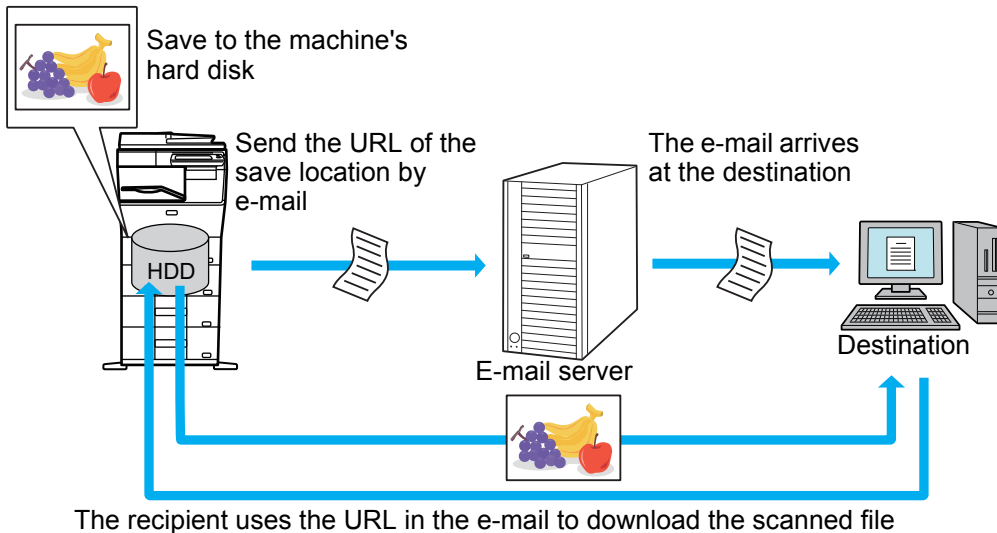 Save to the machine's
hard disk
Send the URL of the
save location by
e-mail
The e-mail arrives
at the destination
HDD
E-mail server
Destination
The recipient uses the URL in the e-mail to download the scanned file